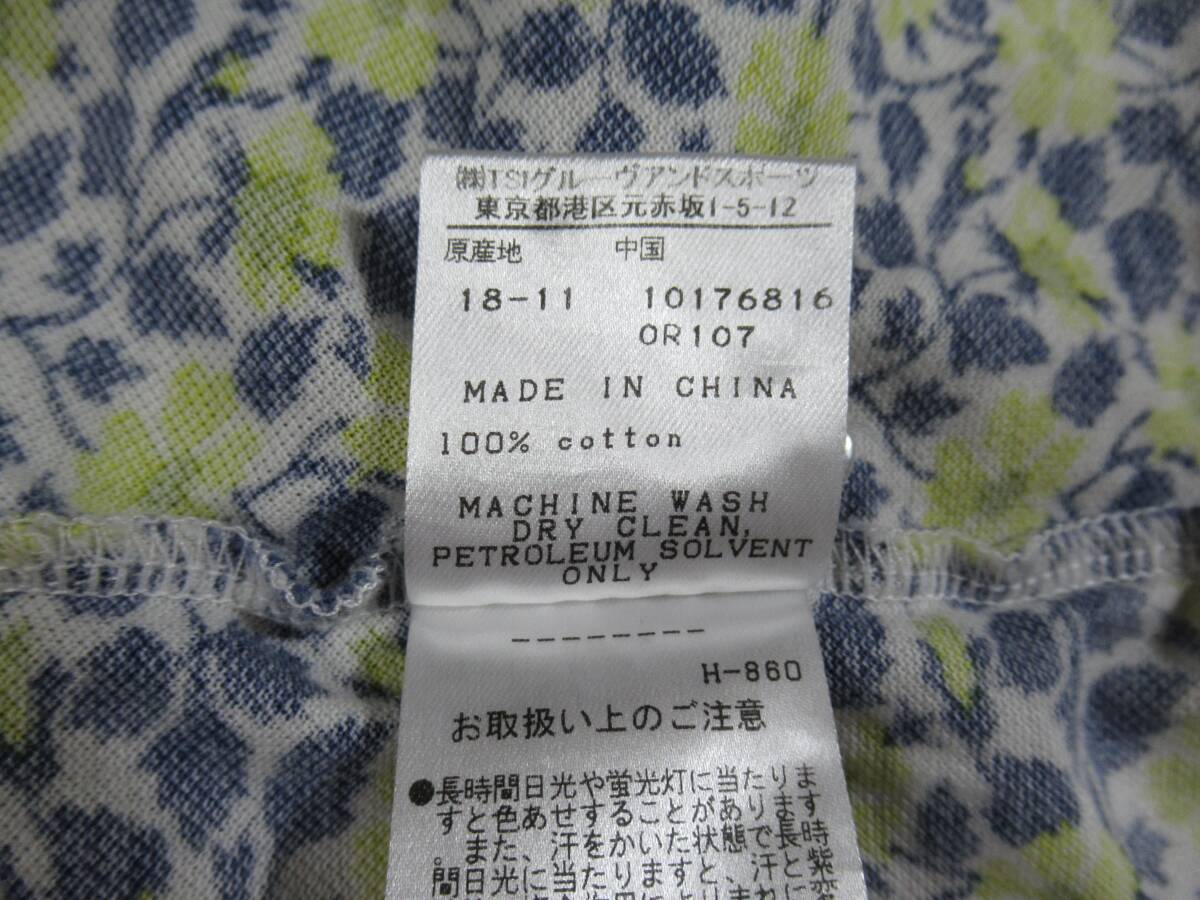 ㈱TSIグルーヴアンドスポーツ
東京都港区元赤坂1-5-12
原産地 中国
18-11 10176816
0R107
MADE IN CHINA
100% cotton
MACHINE WASH
DRY CLEAN,
PETROLEUM SOLVENT
ONLY
--------
H-860
お取扱い上のご注意
●長時間日光や蛍光灯に当たりま
すと色あせすることがあります
。また、汗をかいた状態で長時
間日光に当たりますと、汗と紫